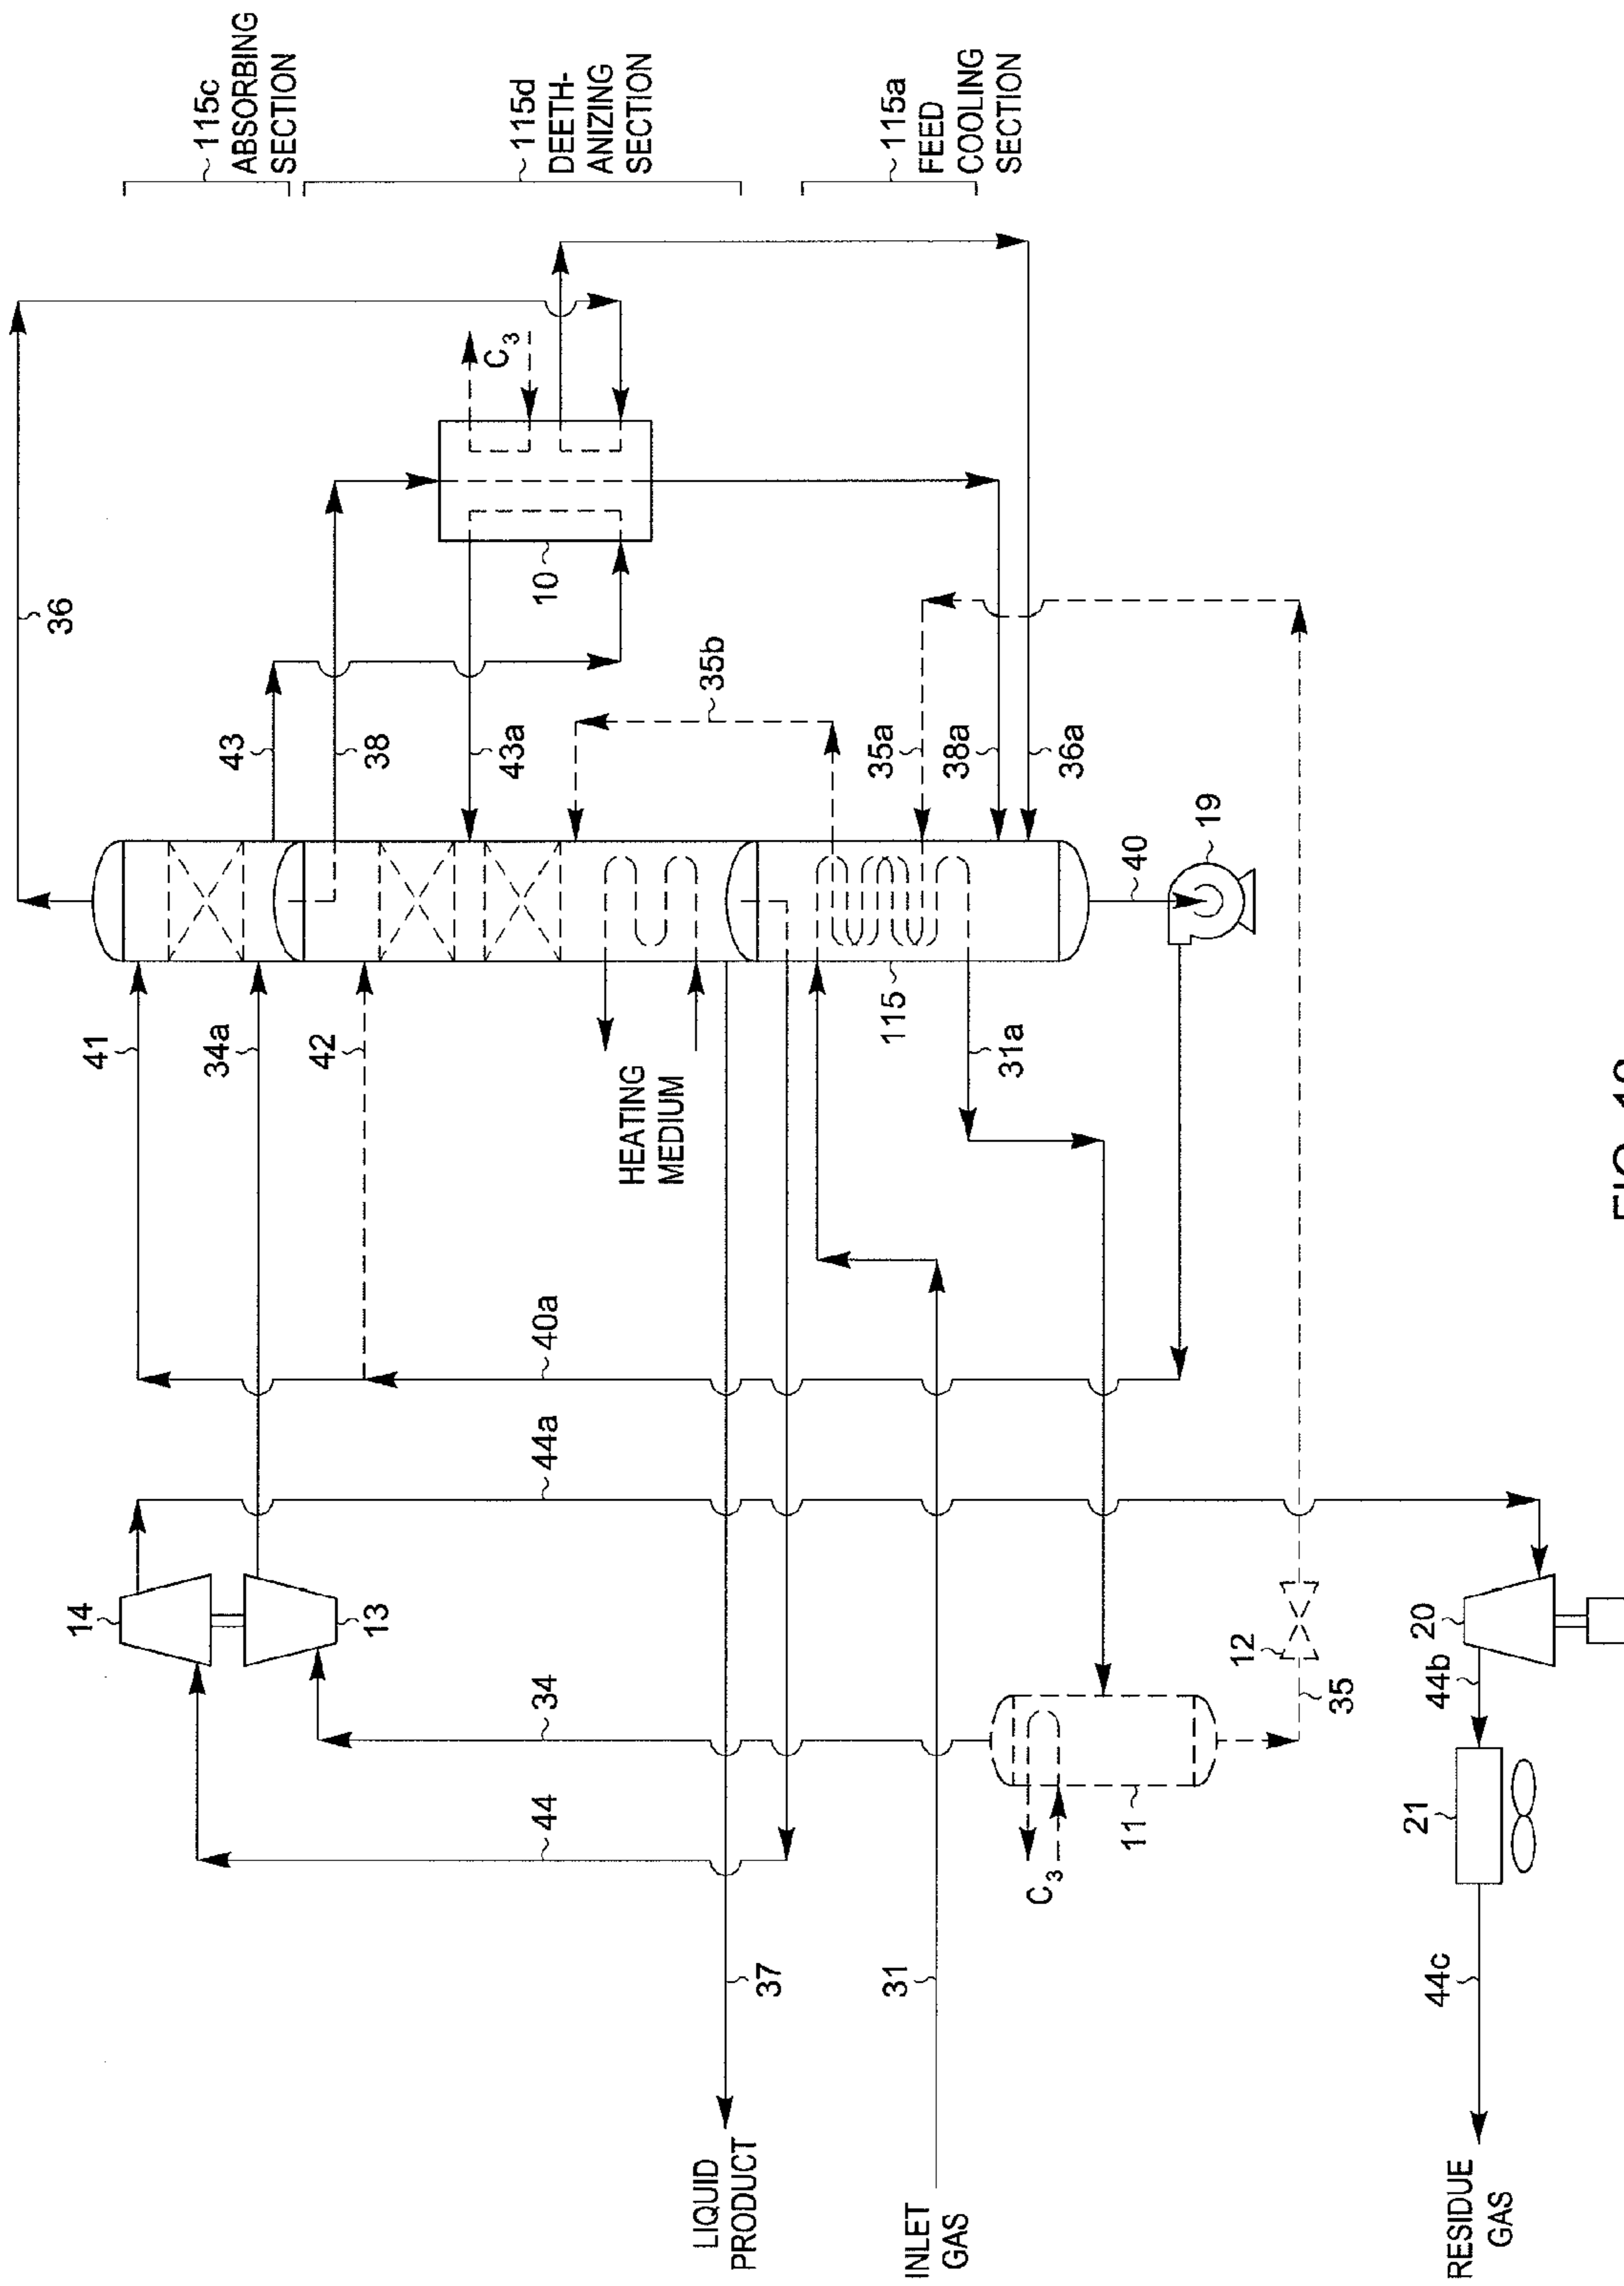 115c
ABSORBING
SECTION
115d
DEETH-
ANIZING
SECTION
115a
FEED
COOLING
SECTION
36
C3
10
43
38
43a
35b
35a
38a
36a
19
40
41
34a
42
115
31a
HEATING
MEDIUM
40a
44a
14
13
12
20
44b
35
34
44
11
21
C3
37
31
44c
LIQUID
PRODUCT
INLET
GAS
RESIDUE
GAS